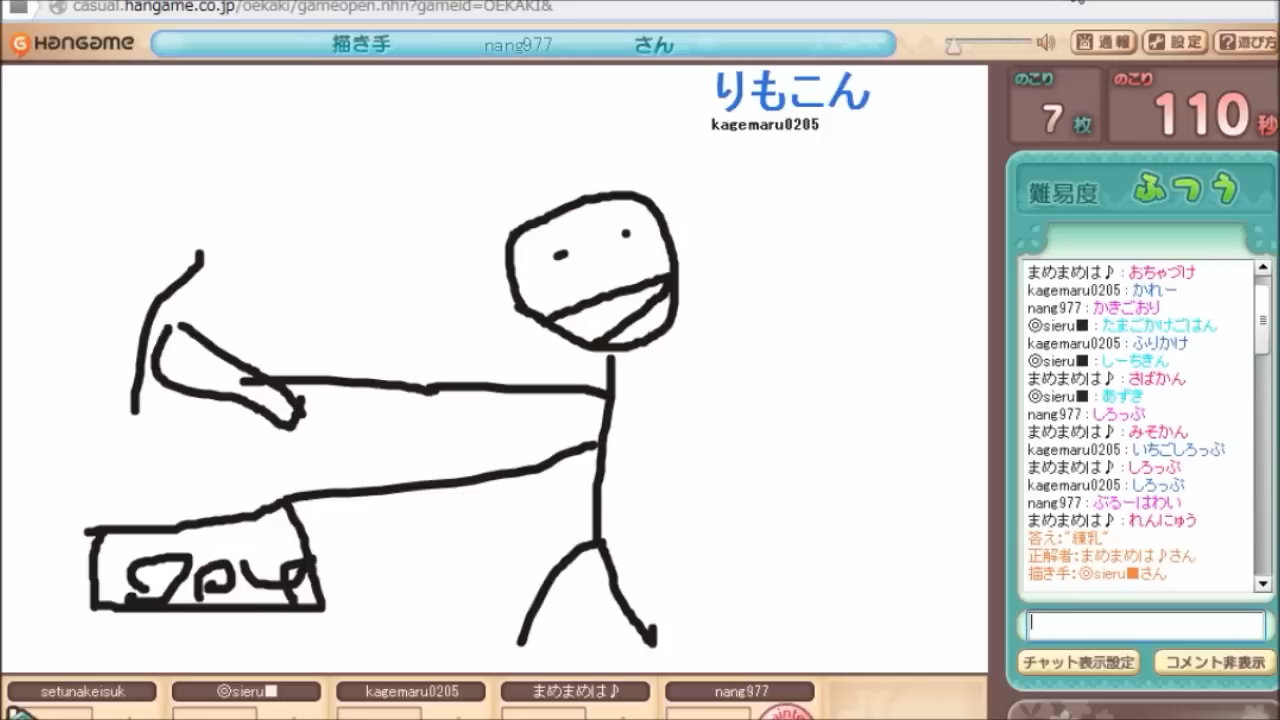 casual.hangame.co.jp/oekaki/gameopen.nhn?gameid=OEKAKI&
HANGAME
描き手 nang977 さん
通報
設定
遊び方
りもこん
kagemaru0205
のこり
7枚
のこり
110秒
難易度 ふつう
まめまめは♪:おちゃづけ
kagemaru0205:かれー
nang977:かきごおり
◎sieru■:たまごかけごはん
kagemaru0205:ふりかけ
◎sieru■:しーちきん
まめまめは♪:さばかん
◎sieru■:あずき
nang977:しろっぷ
まめまめは♪:みそかん
kagemaru0205:いちごしろっぷ
まめまめは♪:しろっぷ
kagemaru0205:しろっぷ
nang977:ぶるーはわい
まめまめは♪:れんにゅう
答え:"練乳"
正解者:まめまめは♪さん
描き手:◎sieru■さん
チャット表示設定
コメント非表示
setunakeisuk
◎sieru■
kagemaru0205
まめまめは♪
nang977